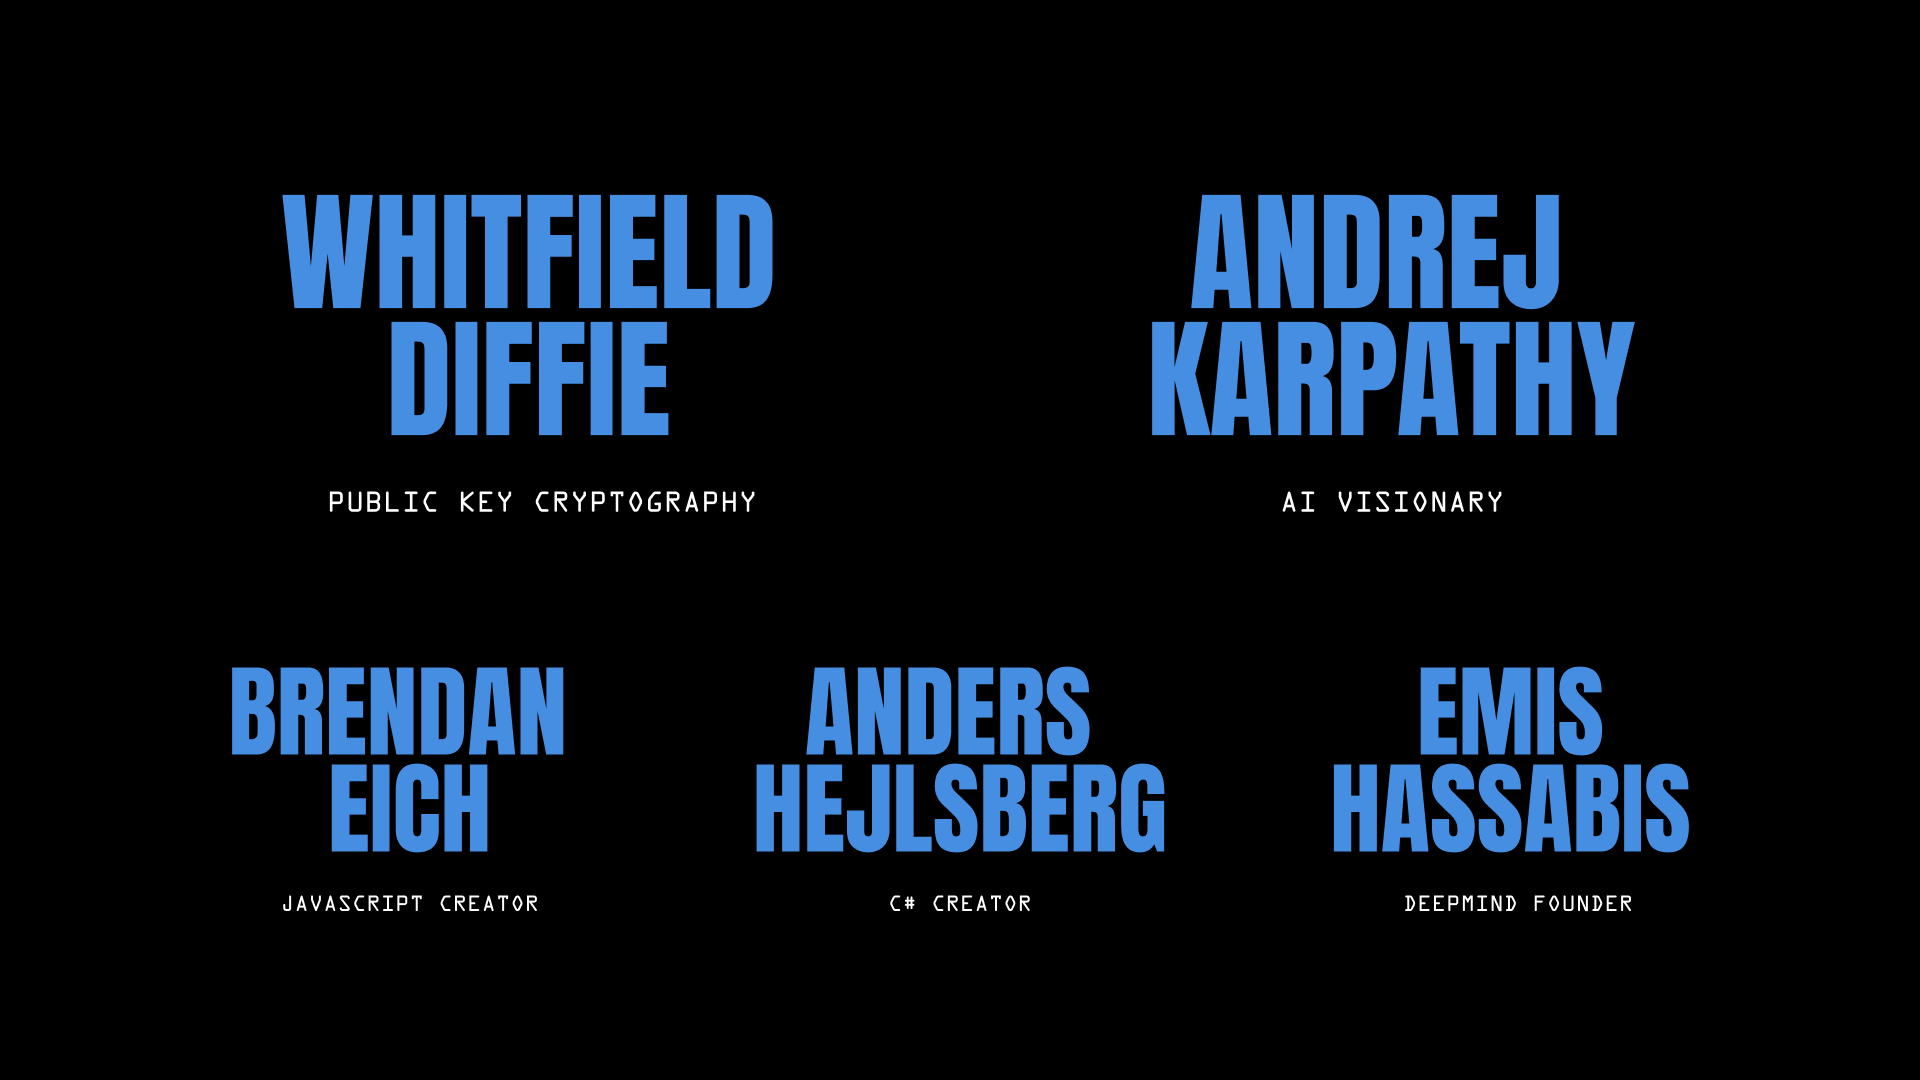 WHITFIELD
DIFFIE
PUBLIC KEY CRYPTOGRAPHY
ANDREJ
KARPATHY
AI VISIONARY
BRENDAN
EICH
JAVASCRIPT CREATOR
ANDERS
HEJLSBERG
C# CREATOR
EMIS
HASSABIS
DEEPMIND FOUNDER